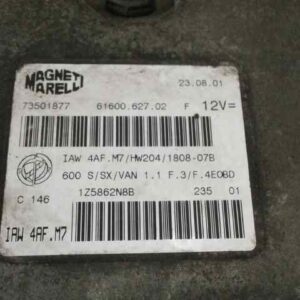 MAGNETI MARELLI
23.08.01
73501877 61600.627.02 F 12V=
IAW 4AF.M7/HW204/1808-07B
600 S/SX/VAN 1.1 F.3/F.4EOBD
C 146 1Z5862N8B 235 01
IAW 4AF.M7